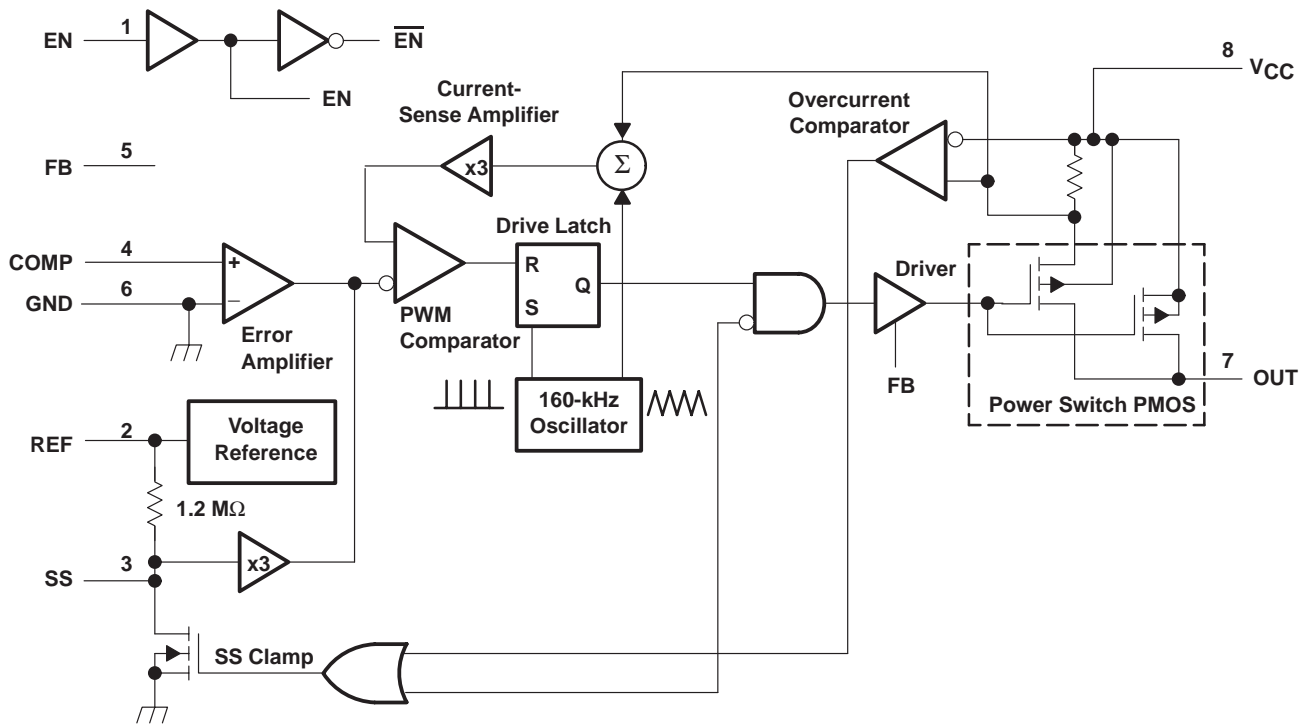 EN
1
EN
EN
Current-
Sense Amplifier
x3
Σ
Overcurrent
Comparator
8
VCC
FB
5
COMP
4
GND
6
+
–
Error
Amplifier
PWM
Comparator
Drive Latch
R
S
Q
160-kHz
Oscillator
Driver
FB
Power Switch PMOS
7
OUT
REF
2
Voltage
Reference
1.2 MΩ
x3
SS
3
SS Clamp